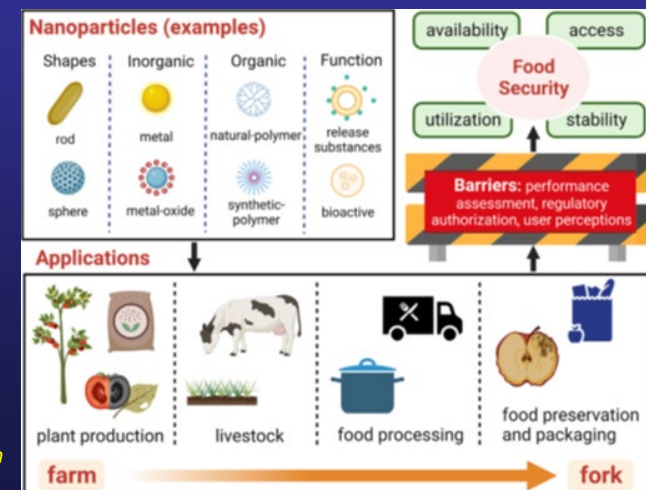 Nanoparticles (examples)
Shapes
Inorganic
Organic
Function
rod
metal
natural-polymer
release
substances
sphere
metal-oxide
synthetic-
polymer
bioactive
availability
access
Food
Security
utilization
stability
Barriers: performance
assessment, regulatory
authorization, user perceptions
Applications
plant production
livestock
food processing
food preservation
and packaging
farm
fork